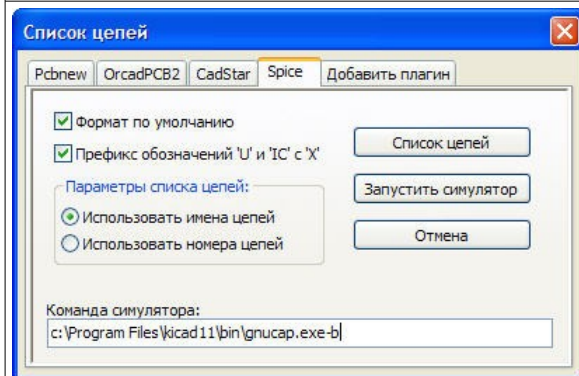 Список цепей
Pcbnew OrcadPCB2 CadStar Spice Добавить плагин
Формат по умолчанию
Префикс обозначений 'U' и 'IC' с 'X'
Параметры списка цепей:
Использовать имена цепей
Использовать номера цепей
Список цепей
Запустить симулятор
Отмена
Команда симулятора:
c:\Program Files\kicad11\bin\gnucap.exe-b